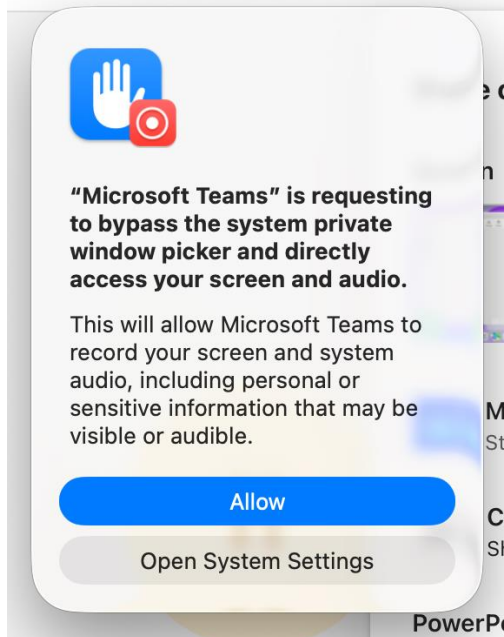 “Microsoft Teams” is requesting
to bypass the system private
window picker and directly
access your screen and audio.
This will allow Microsoft Teams to
record your screen and system
audio, including personal or
sensitive information that may be
visible or audible.
Allow
Open System Settings